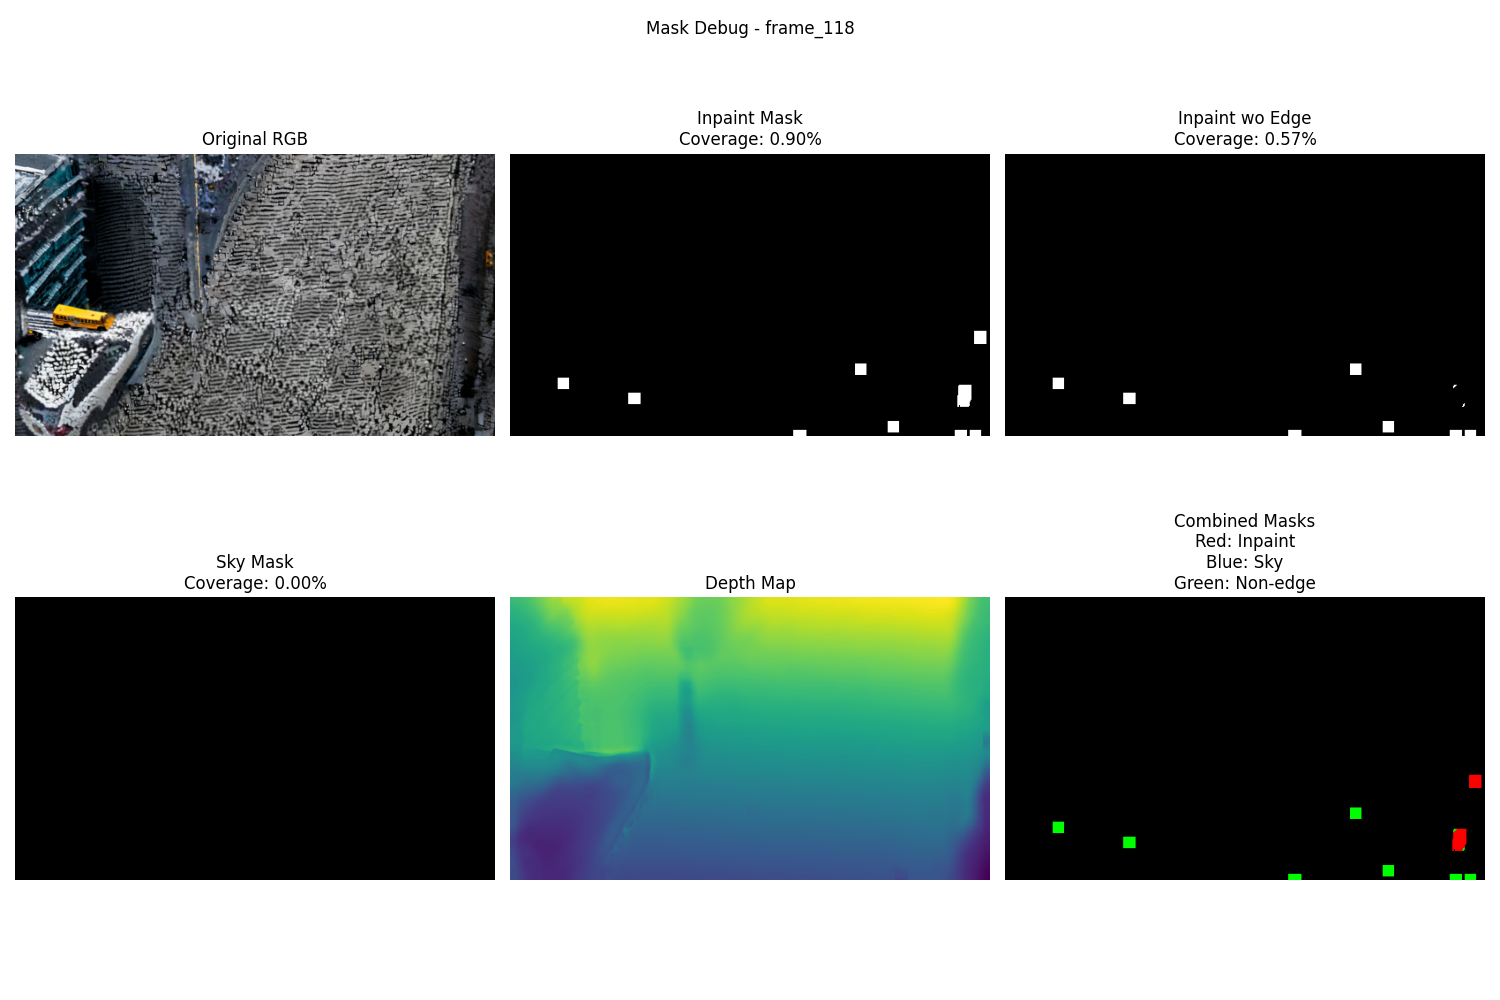 Mask Debug - frame_118
Original RGB
Inpaint Mask
Coverage: 0.90%
Inpaint wo Edge
Coverage: 0.57%
Sky Mask
Coverage: 0.00%
Depth Map
Combined Masks
Red: Inpaint
Blue: Sky
Green: Non-edge